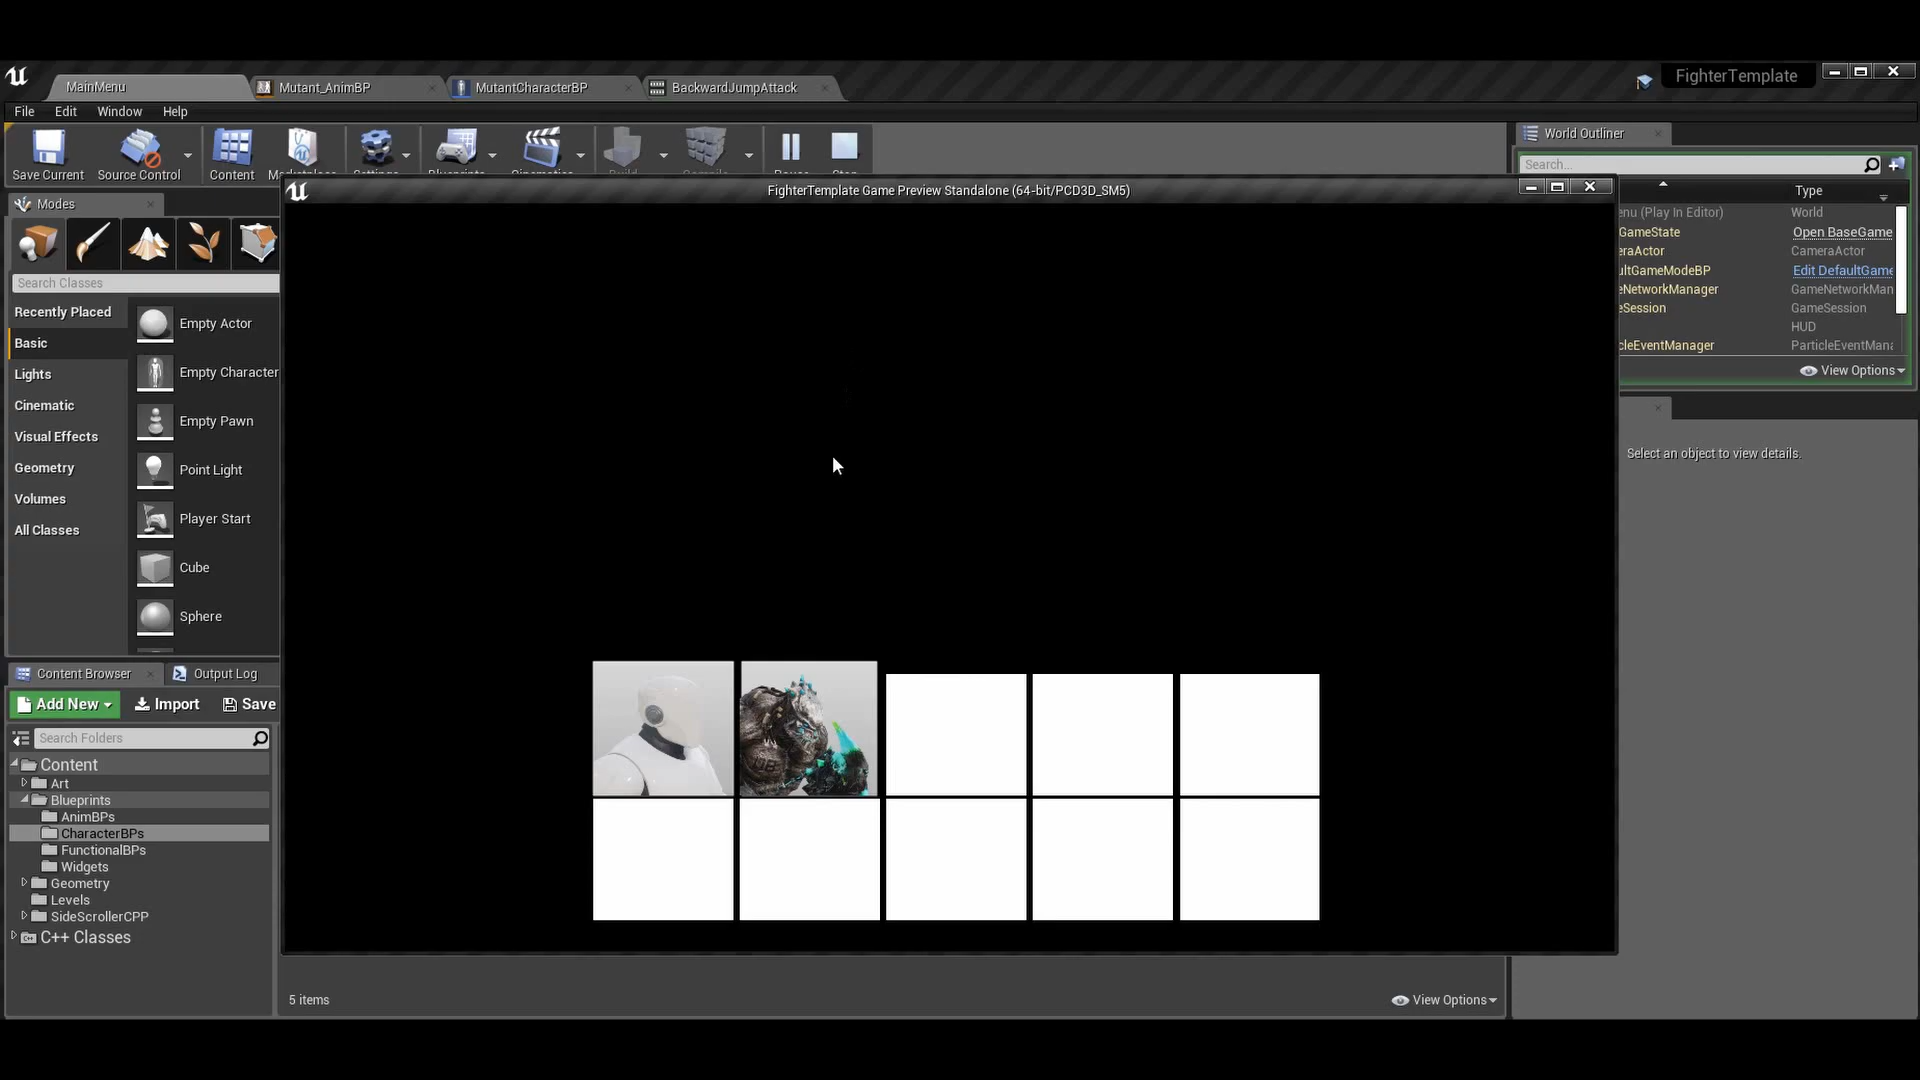 MainMenu
Mutant_AnimBP
MutantCharacterBP
BackwardJumpAttack
FighterTemplate
File
Edit
Window
Help
Save Current
Source Control
Content
World Outliner
Search...
FighterTemplate Game Preview Standalone (64-bit/PCD3D_SM5)
Type
Modes
enu (Play In Editor)
World
GameState
Open BaseGame
eraActor
CameraActor
ultGameModeBP
Edit DefaultGame
eNetworkManager
GameNetworkMan
eSession
GameSession
HUD
cleEventManager
ParticleEventMana
View Options
Search Classes
Recently Placed
Basic
Lights
Cinematic
Visual Effects
Geometry
Volumes
All Classes
Empty Actor
Empty Character
Empty Pawn
Point Light
Player Start
Cube
Sphere
Select an object to view details.
Content Browser
Output Log
Add New
Import
Save
Search Folders
Content
Art
Blueprints
AnimBPs
CharacterBPs
FunctionalBPs
Widgets
Geometry
Levels
SideScrollerCPP
C++ Classes
5 items
View Options